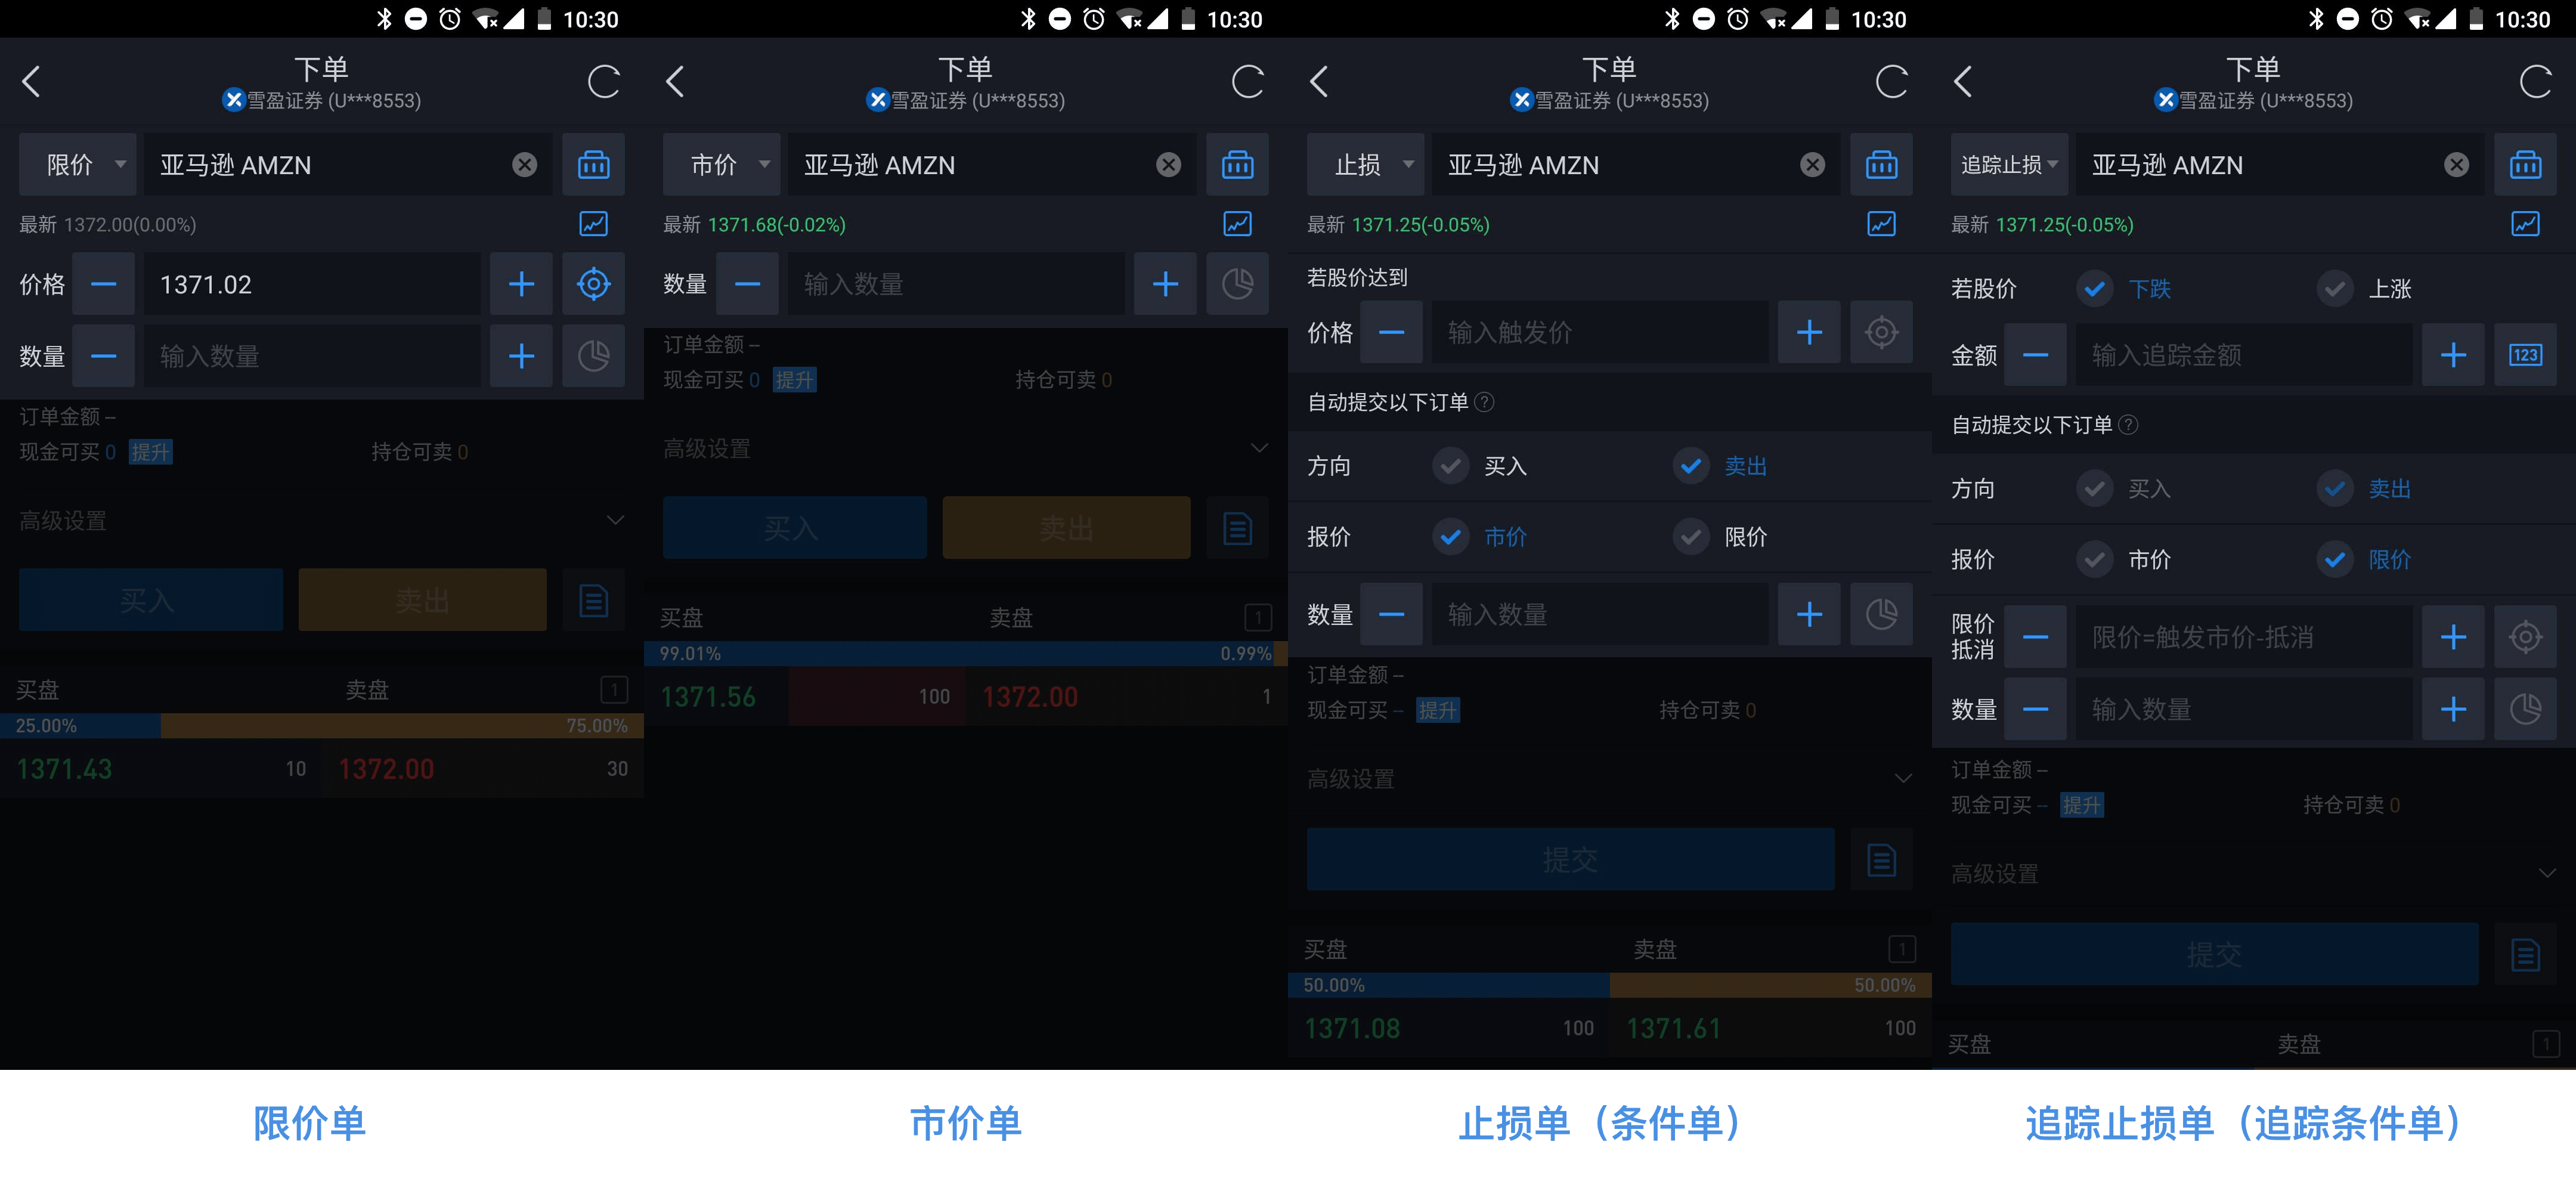 10:30
下单
雪盈证券 (U***8553)
限价
亚马逊 AMZN
最新 1372.00(0.00%)
价格
1371.02
数量
输入数量
订单金额 --
现金可买 0 提升
持仓可卖 0
高级设置
买入
卖出
买盘
卖盘
1
25.00%
75.00%
1371.43
10
1372.00
30
限价单
10:30
下单
雪盈证券 (U***8553)
市价
亚马逊 AMZN
最新 1371.68(-0.02%)
数量
输入数量
订单金额 --
现金可买 0 提升
持仓可卖 0
高级设置
买入
卖出
买盘
卖盘
1
99.01%
0.99%
1371.56
100
1372.00
1
市价单
10:30
下单
雪盈证券 (U***8553)
止损
亚马逊 AMZN
最新 1371.25(-0.05%)
若股价达到
价格
输入触发价
自动提交以下订单 ?
方向
买入
卖出
报价
市价
限价
数量
输入数量
订单金额 --
现金可买 -- 提升
持仓可卖 0
高级设置
提交
买盘
卖盘
1
50.00%
50.00%
1371.08
100
1371.61
100
止损单（条件单）
10:30
下单
雪盈证券 (U***8553)
追踪止损
亚马逊 AMZN
最新 1371.25(-0.05%)
若股价
下跌
上涨
金额
输入追踪金额
123
自动提交以下订单 ?
方向
买入
卖出
报价
市价
限价
限价
抵消
限价=触发市价-抵消
数量
输入数量
订单金额 --
现金可买 -- 提升
持仓可卖 0
高级设置
提交
买盘
卖盘
1
追踪止损单（追踪条件单）